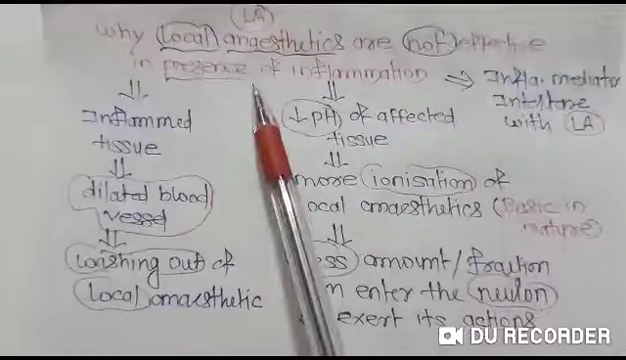 (LA)
Why local anaesthetics are not effective
in presence of inflammation
⇒ Infla. mediator
Interfere
with LA
Inflammed
tissue
dilated blood
vessel
washing out of
local anaesthetic
↓ pH of affected
tissue
more ionisation of
local anaesthetics (Basic in
nature)
amount/fraction
enter the neuron
exert its actions
DU RECORDER